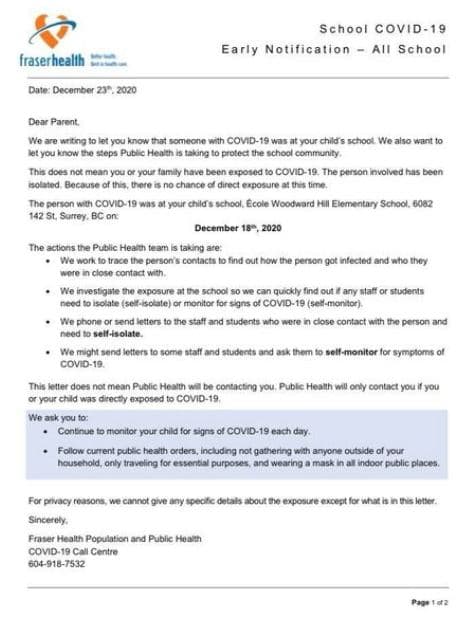 School COVID-19
Early Notification – All School
fraserhealth
Better health.
Best in health care.
Date: December 23th, 2020
Dear Parent,
We are writing to let you know that someone with COVID-19 was at your child's school. We also want to
let you know the steps Public Health is taking to protect the school community.
This does not mean you or your family have been exposed to COVID-19. The person involved has been
isolated. Because of this, there is no chance of direct exposure at this time.
The person with COVID-19 was at your child's school, École Woodward Hill Elementary School, 6082
142 St, Surrey, BC on:
December 18th, 2020
The actions the Public Health team is taking are:
• We work to trace the person's contacts to find out how the person got infected and who they
were in close contact with.
• We investigate the exposure at the school so we can quickly find out if any staff or students
need to isolate (self-isolate) or monitor for signs of COVID-19 (self-monitor).
• We phone or send letters to the staff and students who were in close contact with the person and
need to self-isolate.
• We might send letters to some staff and students and ask them to self-monitor for symptoms of
COVID-19.
This letter does not mean Public Health will be contacting you. Public Health will only contact you if you
or your child was directly exposed to COVID-19.
We ask you to:
• Continue to monitor your child for signs of COVID-19 each day.
• Follow current public health orders, including not gathering with anyone outside of your
household, only traveling for essential purposes, and wearing a mask in all indoor public places.
For privacy reasons, we cannot give any specific details about the exposure except for what is in this letter.
Sincerely,
Fraser Health Population and Public Health
COVID-19 Call Centre
604-918-7532
Page 1 of 2